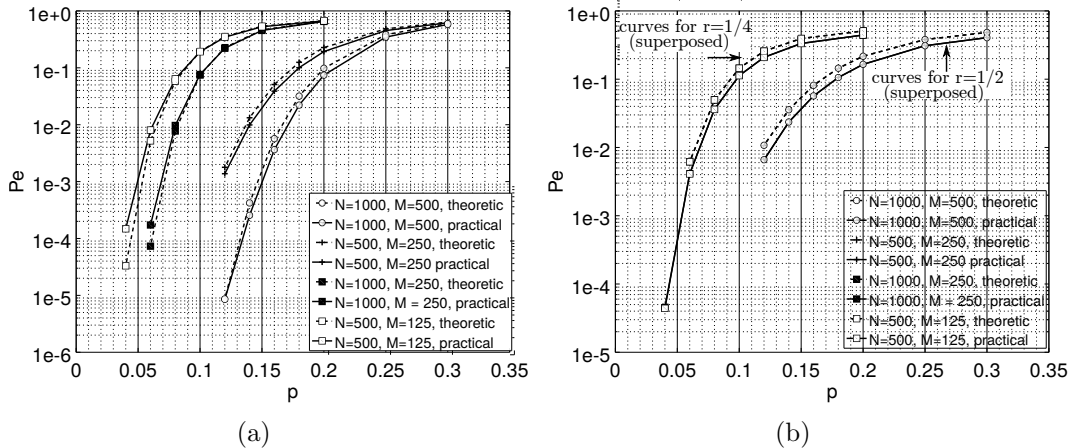 1e+0
1e-1
1e-2
1e-3
1e-4
1e-5
1e-6
Pe
N=1000, M=500, theoretic
N=1000, M=500, practical
N=500, M=250, theoretic
N=500, M=250 practical
N=1000, M=250, theoretic
N=1000, M = 250, practical
N=500, M=125, theoretic
N=500, M=125, practical
0 0.05 0.1 0.15 0.2 0.25 0.3 0.35
p
(a)
1e+0
1e-1
1e-2
1e-3
1e-4
1e-5
Pe
curves for r=1/4
(superposed)
curves for r=1/2
(superposed)
N=1000, M=500, theoretic
N=1000, M=500, practical
N=500, M=250, theoretic
N=500, M=250 practical
N=1000, M=250, theoretic
N=1000, M = 250, practical
N=500, M=125, theoretic
N=500, M=125, practical
0 0.05 0.1 0.15 0.2 0.25 0.3 0.35
p
(b)